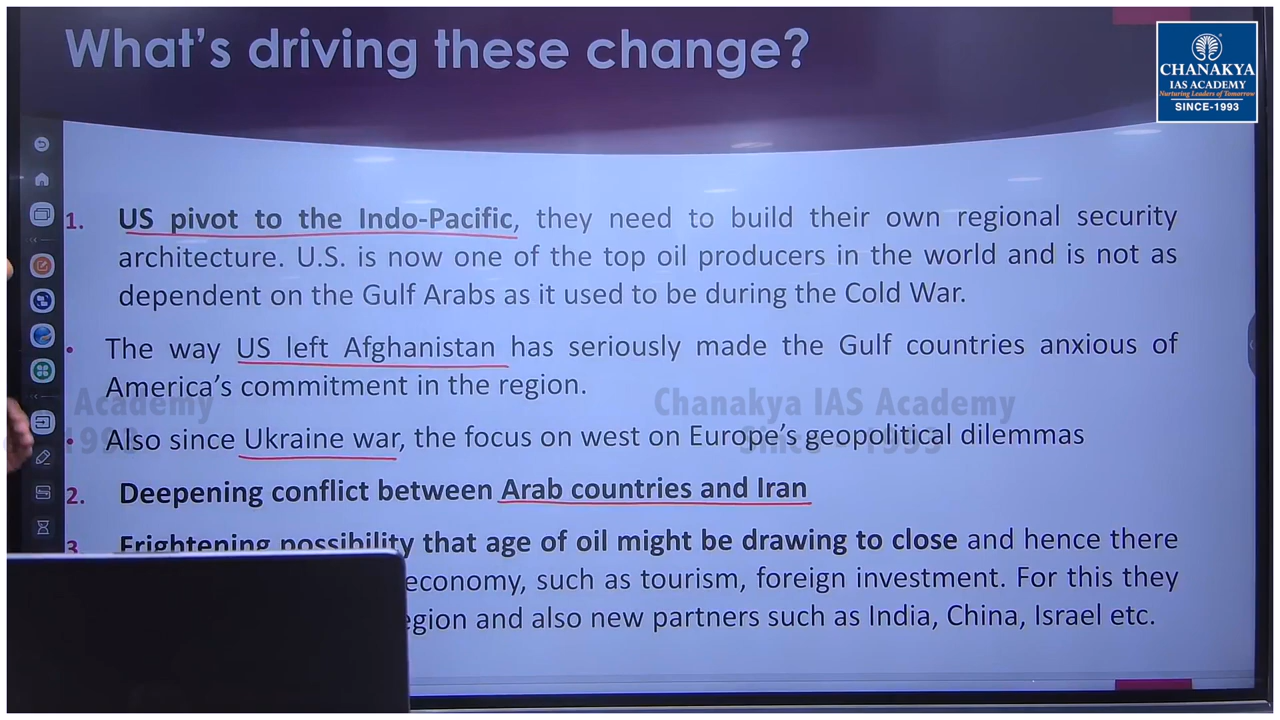 What's driving these change?
CHANAKYA
IAS ACADEMY
Nurturing Leaders of Tomorrow
SINCE-1993
1. US pivot to the Indo-Pacific, they need to build their own regional security
architecture. U.S. is now one of the top oil producers in the world and is not as
dependent on the Gulf Arabs as it used to be during the Cold War.
• The way US left Afghanistan has seriously made the Gulf countries anxious of
America's commitment in the region.
Academy
Chanakya IAS Academy
• Also since Ukraine war, the focus on west on Europe's geopolitical dilemmas
1993
Since - 1993
2. Deepening conflict between Arab countries and Iran
3. Frightening possibility that age of oil might be drawing to close and hence there
economy, such as tourism, foreign investment. For this they
egion and also new partners such as India, China, Israel etc.